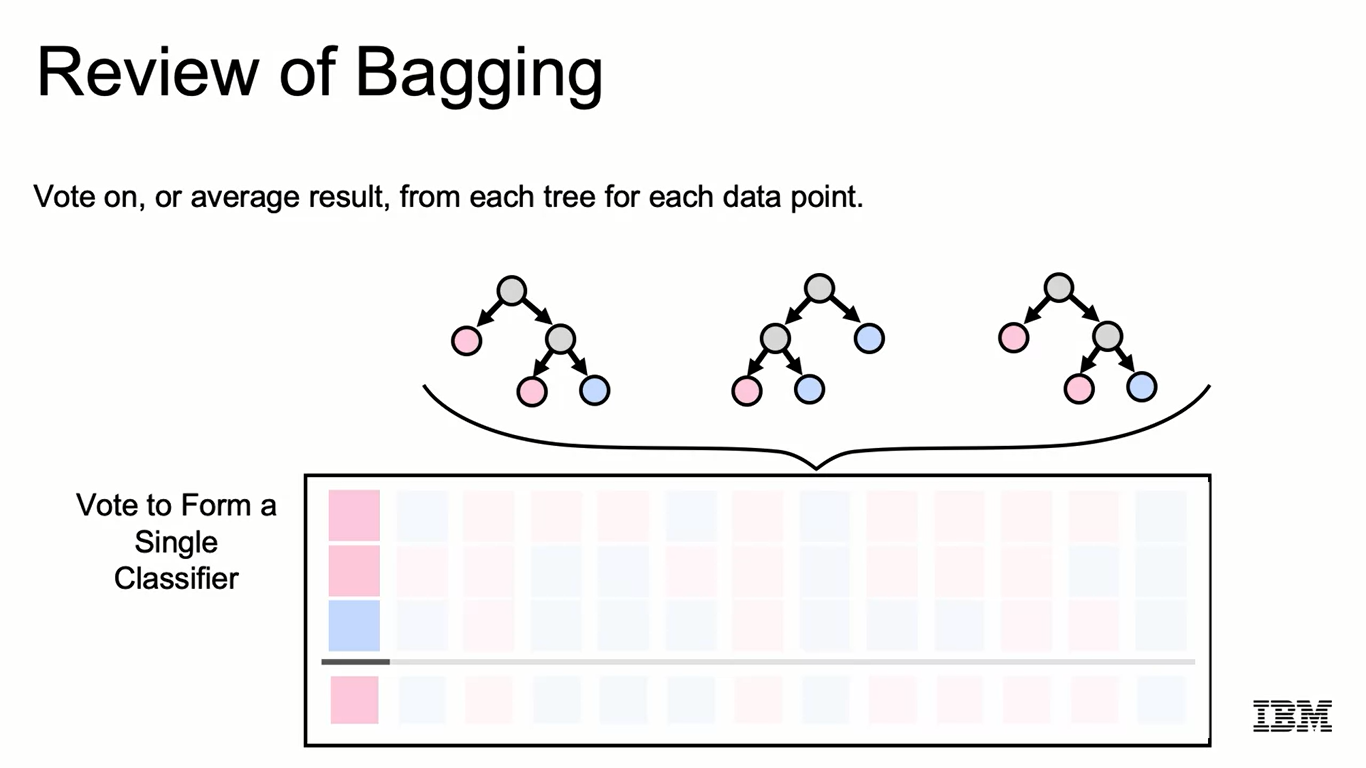 Review of Bagging
Vote on, or average result, from each tree for each data point.
Vote to Form a
Single
Classifier
IBM